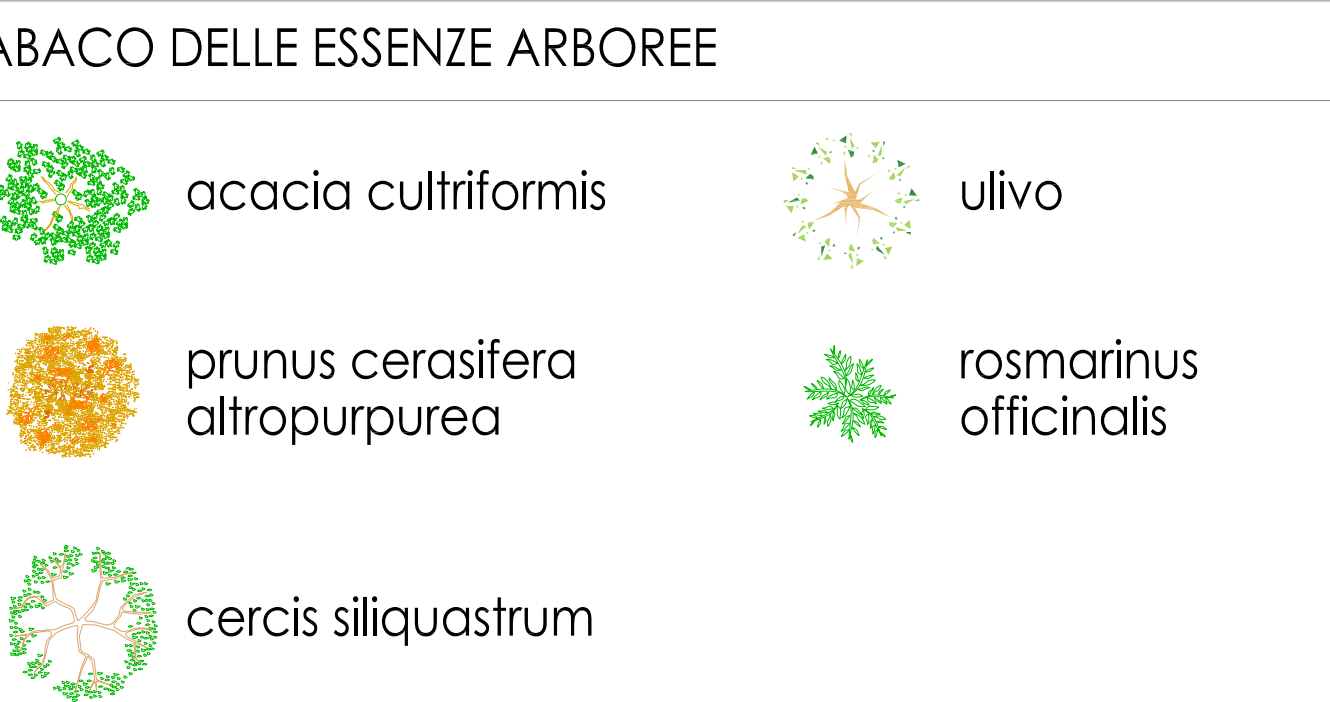 ABACO DELLE ESSENZE ARBOREE
acacia cultriformis
ulivo
prunus cerasifera
altropurpurea
rosmarinus
officinalis
cercis siliquastrum